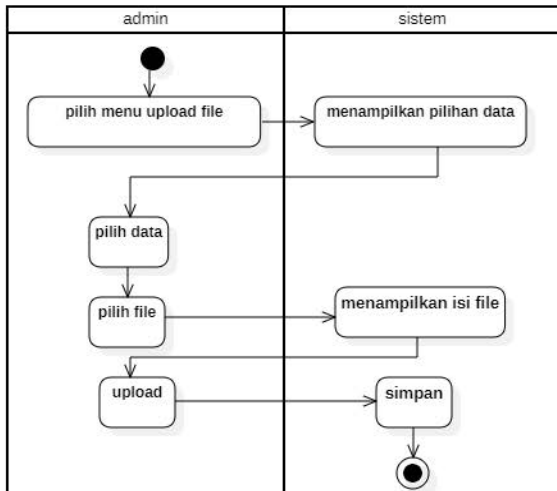 admin
sistem
pilih menu upload file
menampilkan pilihan data
pilih data
pilih file
menampilkan isi file
upload
simpan